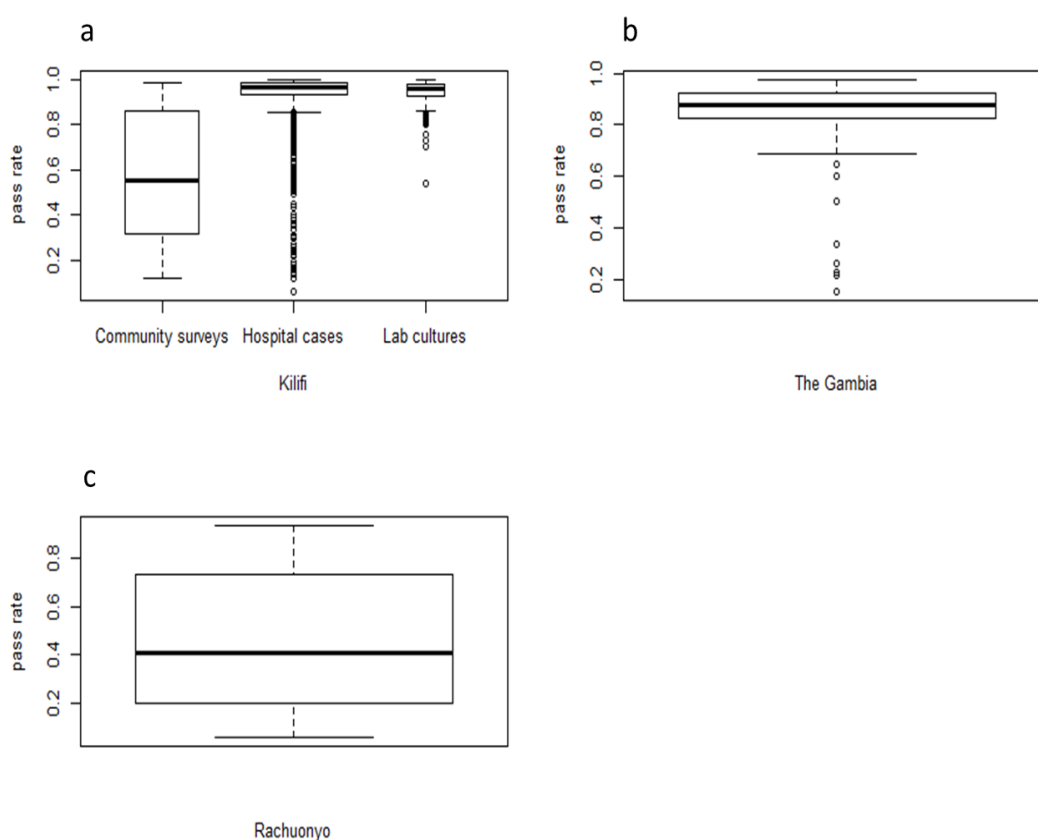 a
pass rate
1.0
0.8
0.6
0.4
0.2
Community surveys Hospital cases Lab cultures
Kilifi
b
pass rate
1.0
0.8
0.6
0.4
0.2
The Gambia
c
pass rate
0.8
0.6
0.4
0.2
Rachuonyo